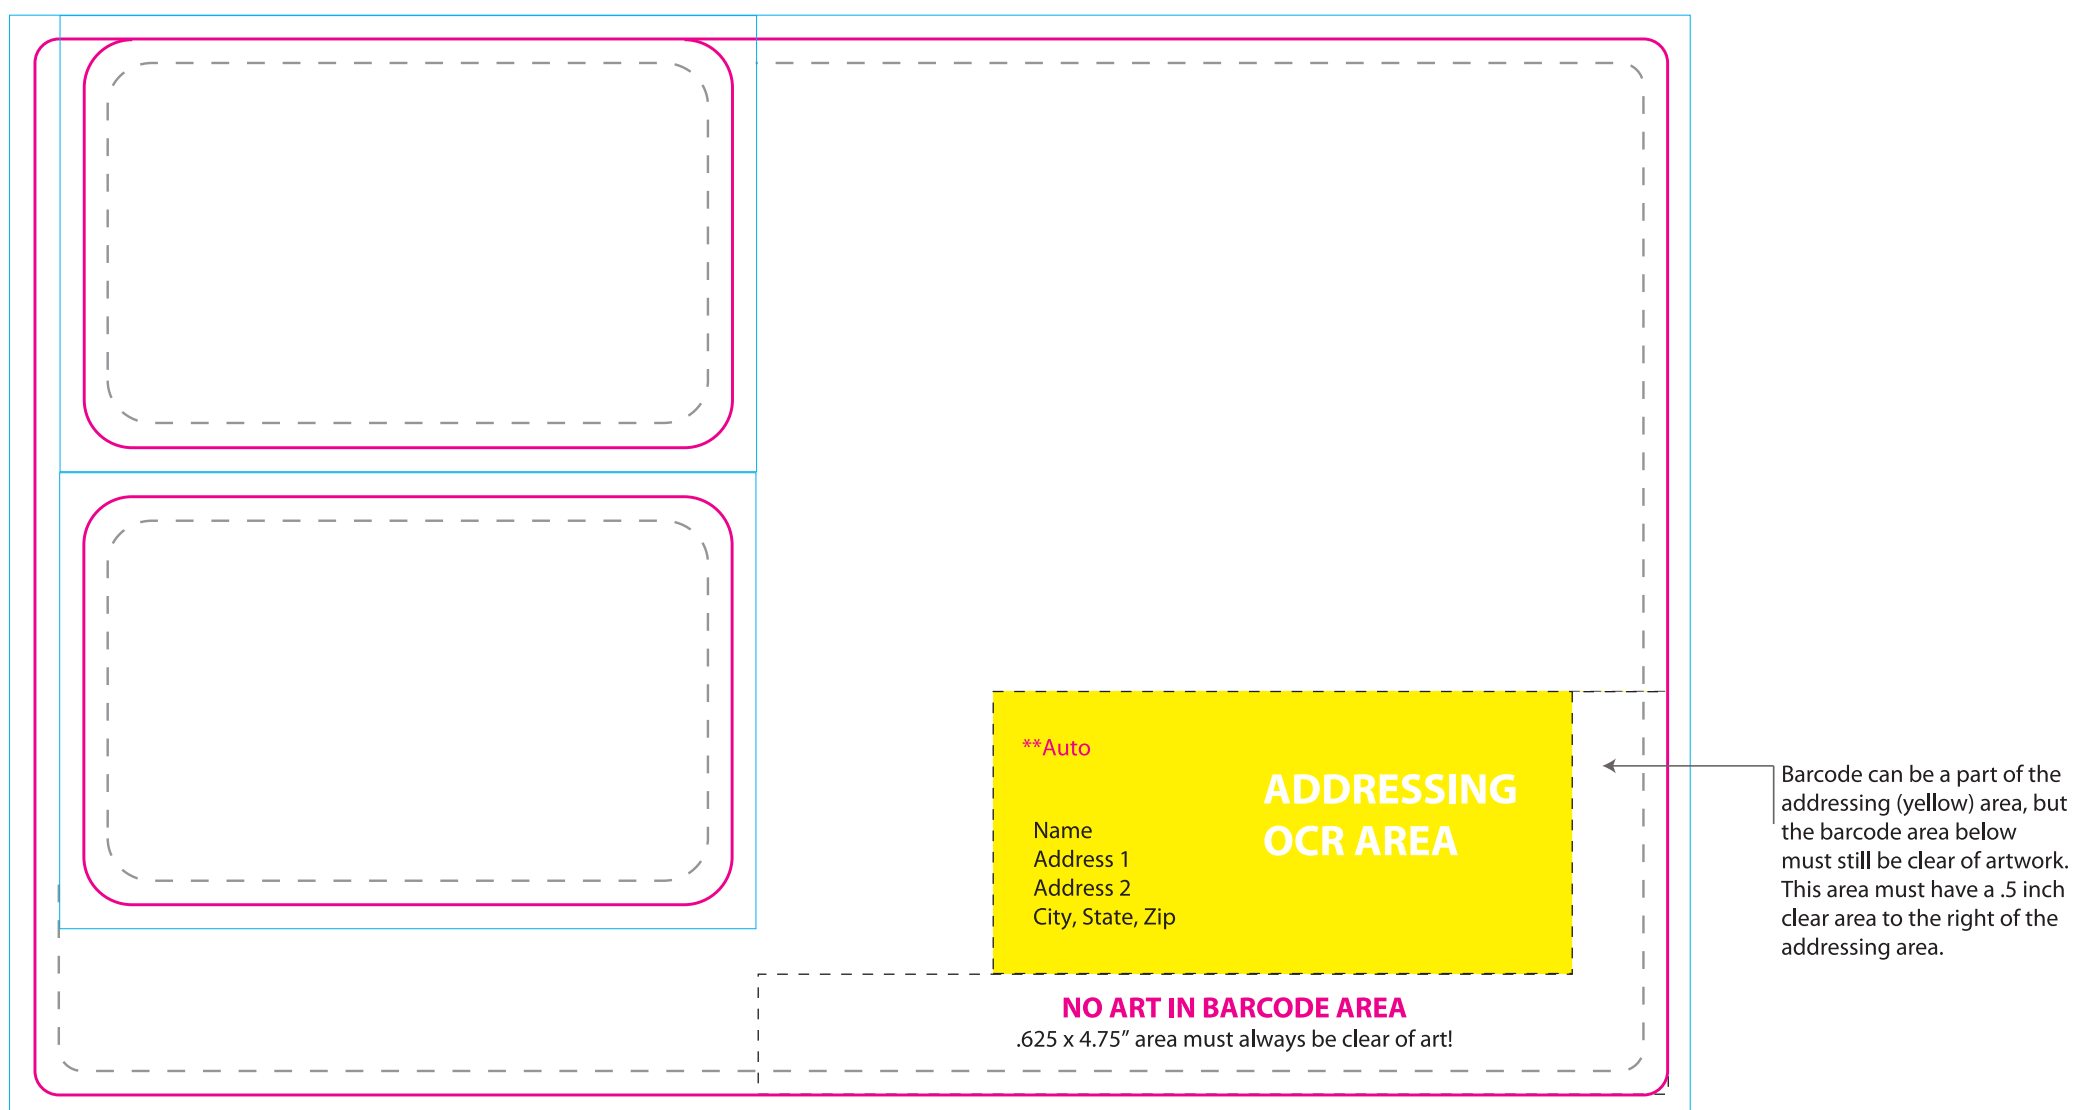 **Auto
ADDRESSING
OCR AREA
Name
Address 1
Address 2
City, State, Zip
Barcode can be a part of the
addressing (yellow) area, but
the barcode area below
must still be clear of artwork.
This area must have a .5 inch
clear area to the right of the
addressing area.
NO ART IN BARCODE AREA
.625 x 4.75” area must always be clear of art!